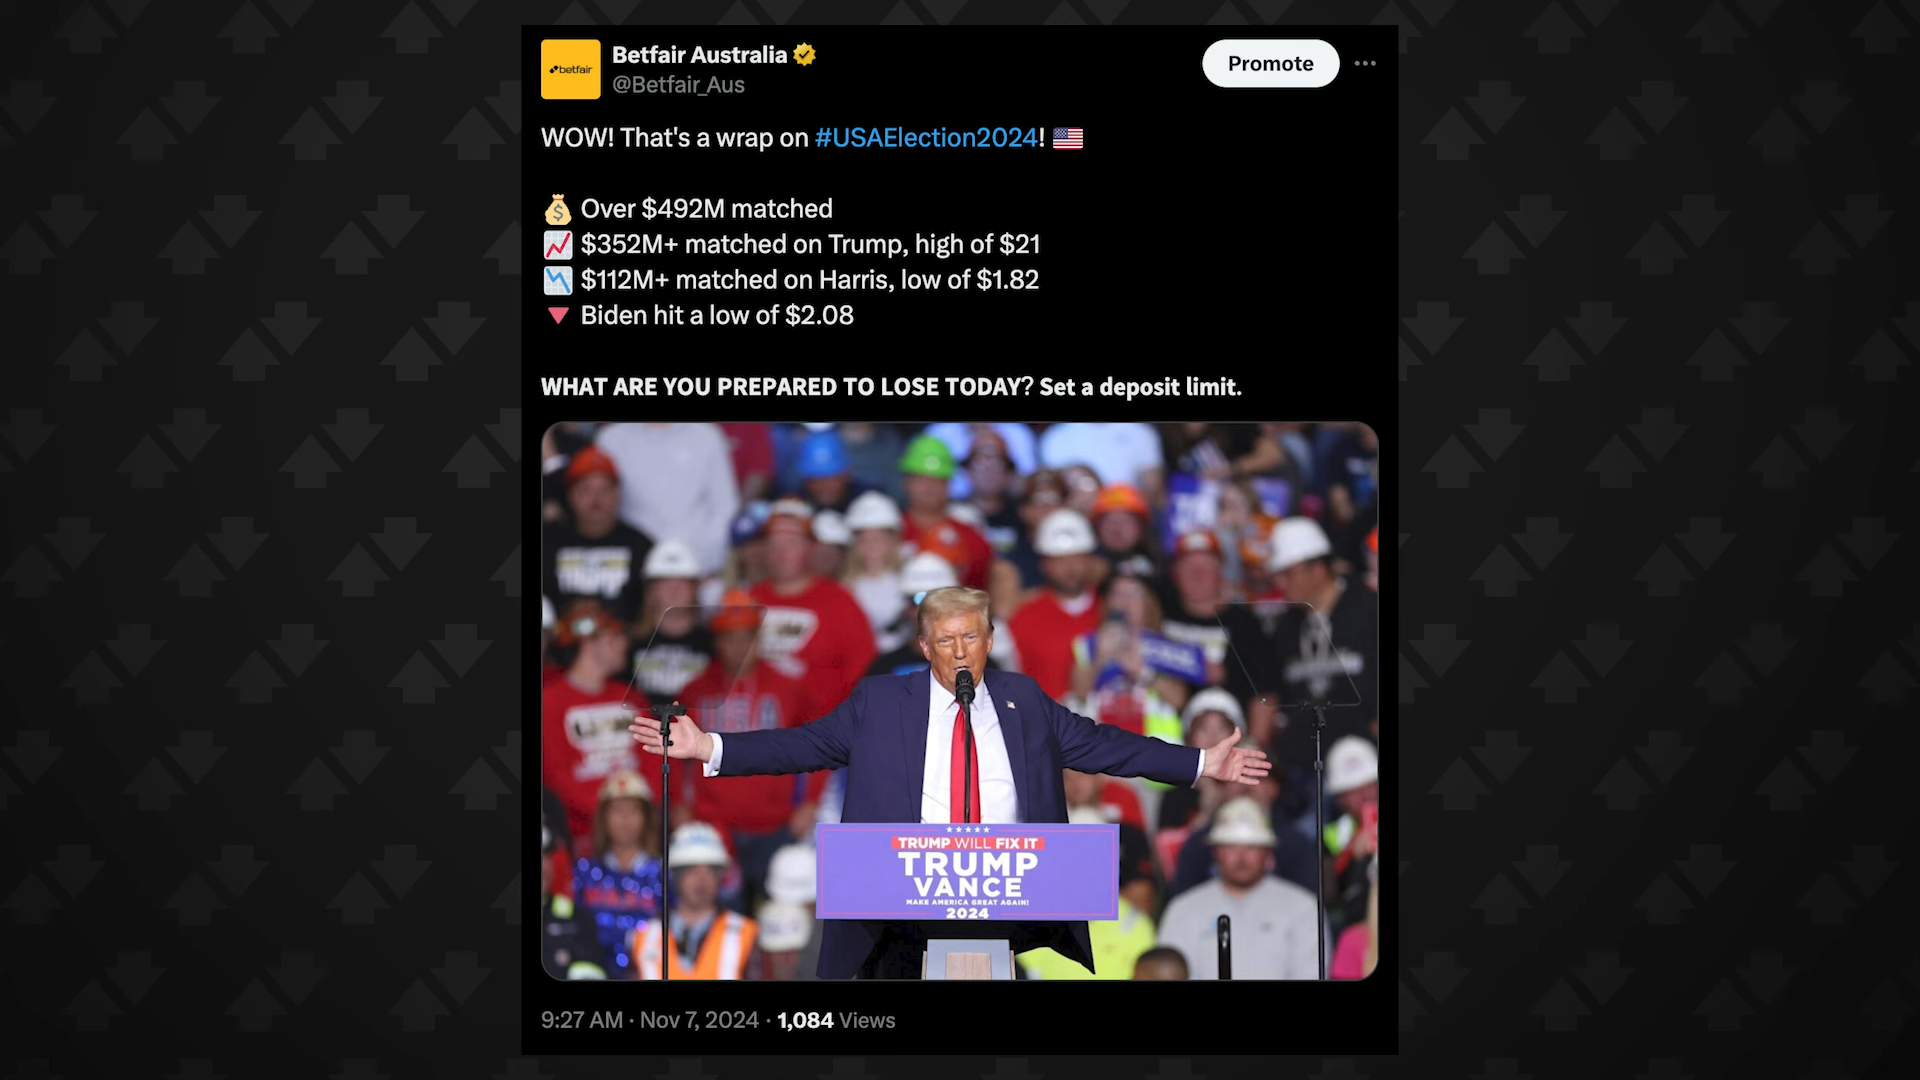 betfair
Betfair Australia
@Betfair_Aus
Promote
WOW! That's a wrap on #USAElection2024! 🇺🇸
💰 Over $492M matched
📈 $352M+ matched on Trump, high of $21
📉 $112M+ matched on Harris, low of $1.82
🔻 Biden hit a low of $2.08
WHAT ARE YOU PREPARED TO LOSE TODAY? Set a deposit limit.
TRUMP
USA
TRUMP WILL FIX IT
TRUMP
VANCE
MAKE AMERICA GREAT AGAIN!
2024
9:27 AM · Nov 7, 2024 · 1,084 Views